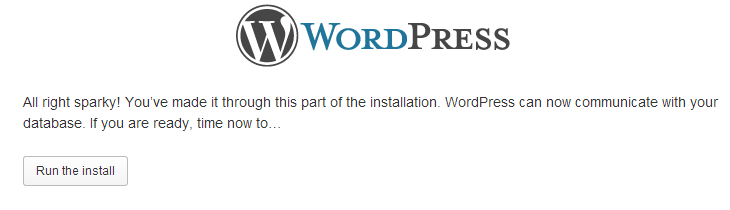 WORDPRESS
All right sparky! You’ve made it through this part of the installation. WordPress can now communicate with your
database. If you are ready, time now to…
Run the install